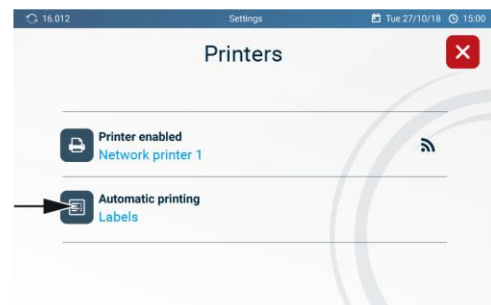 16.012 Settings Tue 27/10/18 15:00
Printers
Printer enabled
Network printer 1
Automatic printing
Labels